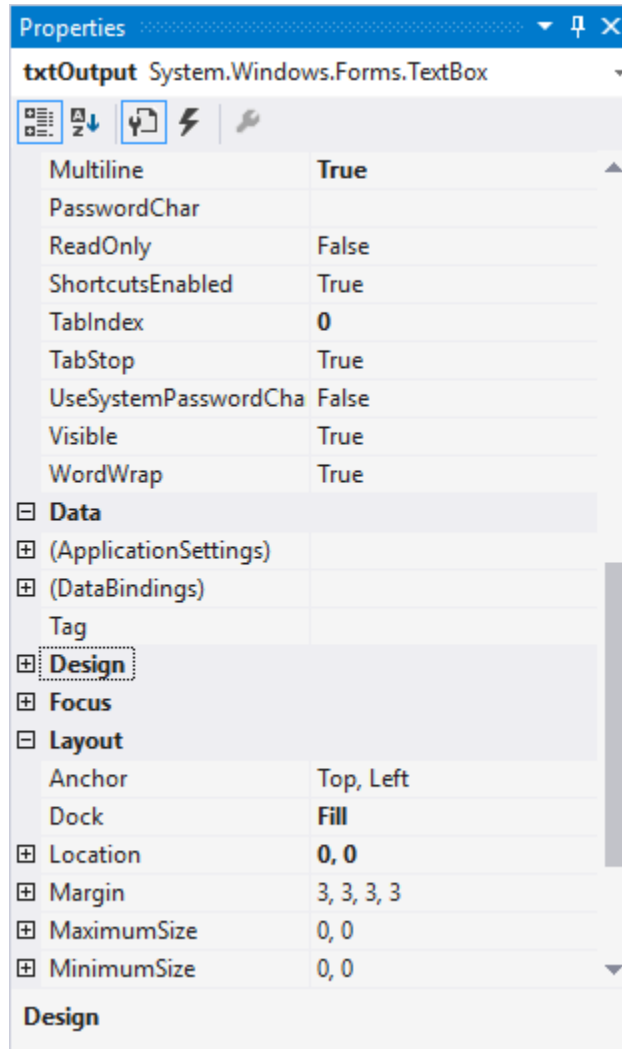 Properties
txtOutput System.Windows.Forms.TextBox
Multiline True
PasswordChar
ReadOnly False
ShortcutsEnabled True
TabIndex 0
TabStop True
UseSystemPasswordCha False
Visible True
WordWrap True
Data
(ApplicationSettings)
(DataBindings)
Tag
Design
Focus
Layout
Anchor Top, Left
Dock Fill
Location 0, 0
Margin 3, 3, 3, 3
MaximumSize 0, 0
MinimumSize 0, 0
Design